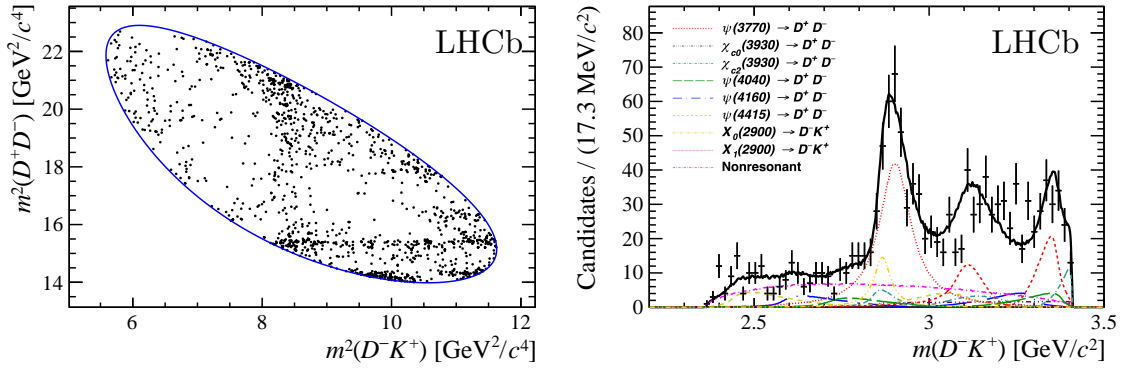 LHCb
m²(D⁺D⁻) [GeV²/c⁴]
22
20
18
16
14
6
8
10
12
m²(D⁻K⁺) [GeV²/c⁴]
LHCb
Candidates / (17.3 MeV/c²)
80
70
60
50
40
30
20
10
0
ψ(3770) → D⁺ D⁻
χc0(3930) → D⁺ D⁻
χc2(3930) → D⁺ D⁻
ψ(4040) → D⁺ D⁻
ψ(4160) → D⁺ D⁻
ψ(4415) → D⁺ D⁻
X₀(2900) → D⁻K⁺
X₁(2900) → D⁻K⁺
Nonresonant
2.5
3
3.5
m(D⁻K⁺) [GeV/c²]